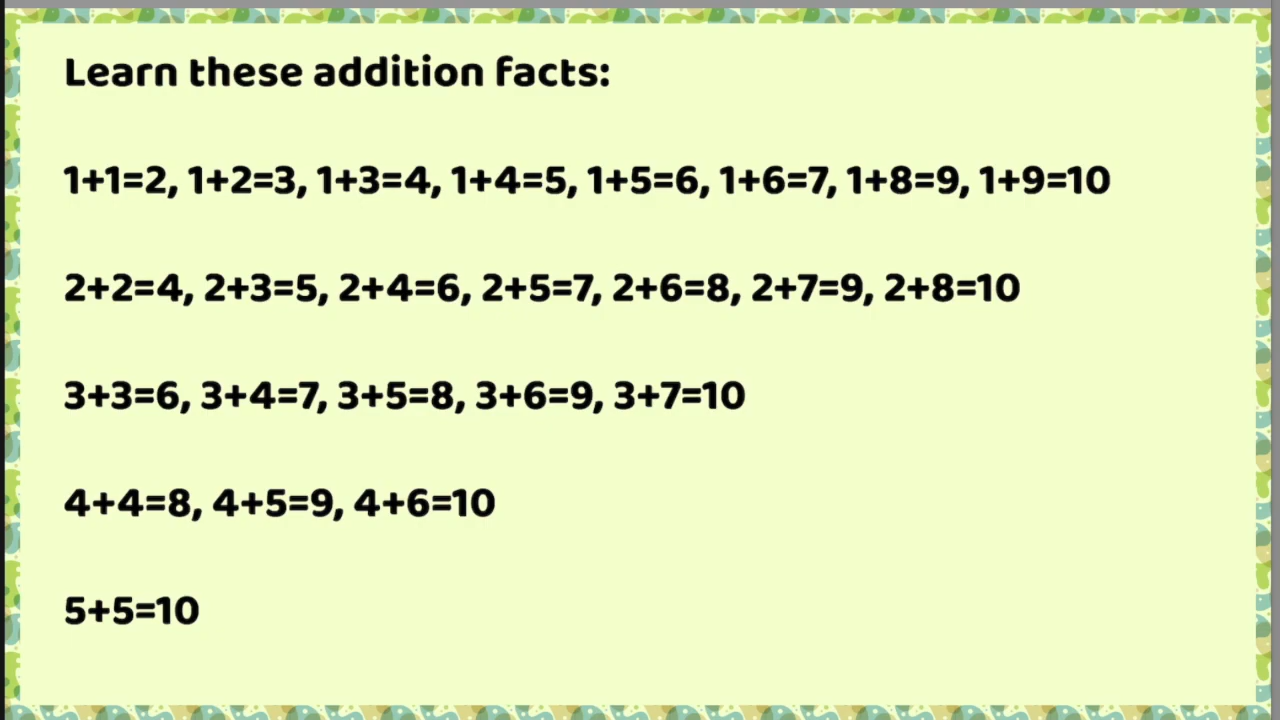 Learn these addition facts:
1+1=2, 1+2=3, 1+3=4, 1+4=5, 1+5=6, 1+6=7, 1+8=9, 1+9=10
2+2=4, 2+3=5, 2+4=6, 2+5=7, 2+6=8, 2+7=9, 2+8=10
3+3=6, 3+4=7, 3+5=8, 3+6=9, 3+7=10
4+4=8, 4+5=9, 4+6=10
5+5=10